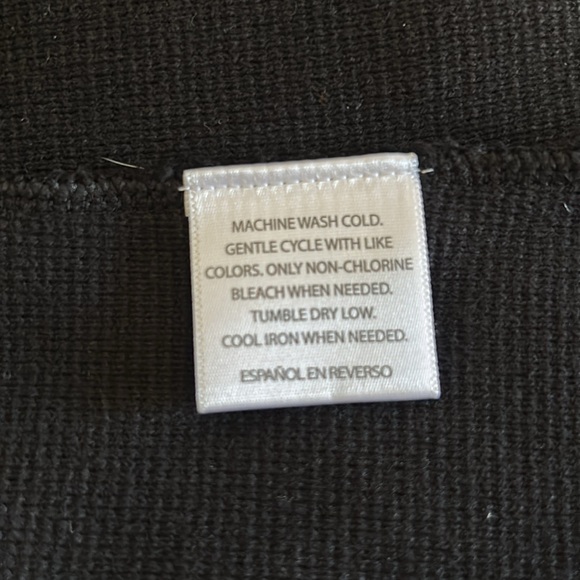 MACHINE WASH COLD.
GENTLE CYCLE WITH LIKE
COLORS. ONLY NON-CHLORINE
BLEACH WHEN NEEDED.
TUMBLE DRY LOW.
COOL IRON WHEN NEEDED.
ESPAÑOL EN REVERSO